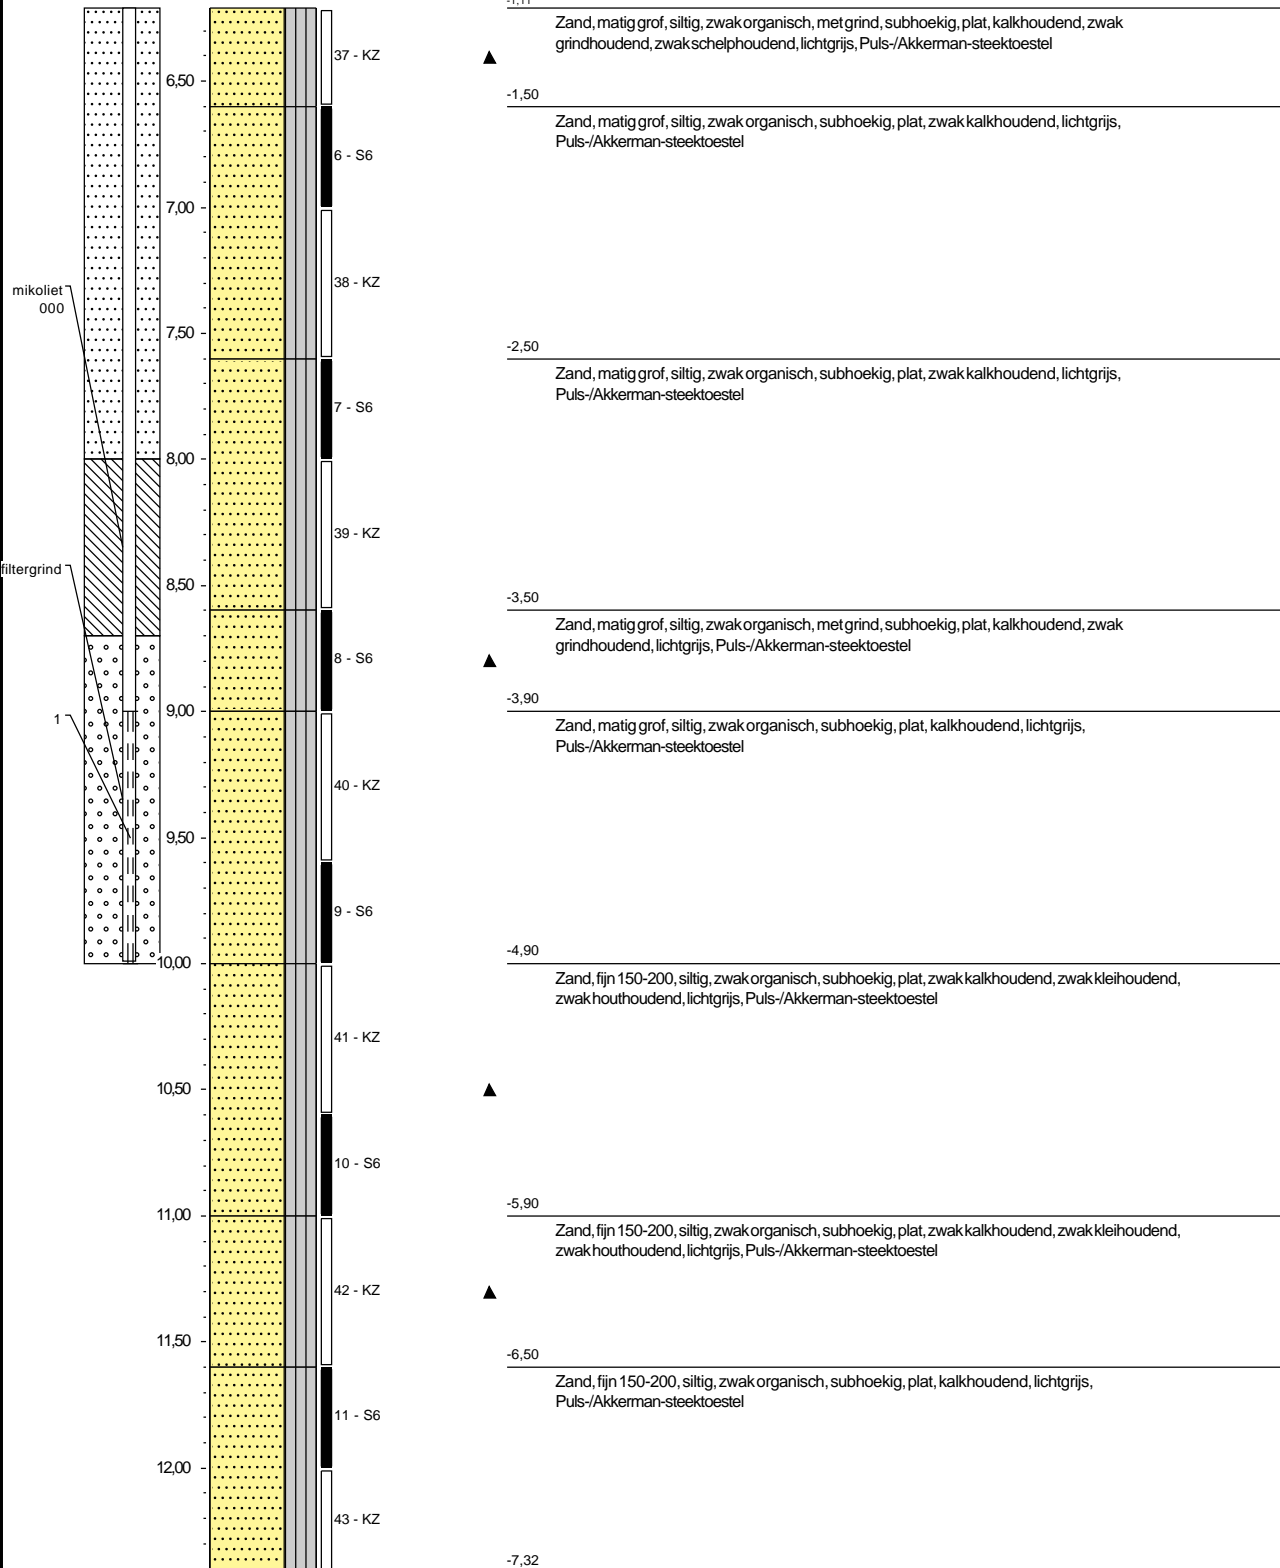 -1,11
Zand, matig grof, siltig, zwak organisch, met grind, subhoekig, plat, kalkhoudend, zwak
grindhoudend, zwak schelphoudend, lichtgrijs, Puls-/Akkerman-steektoestel
37 - KZ
6,50
-1,50
Zand, matig grof, siltig, zwak organisch, subhoekig, plat, zwak kalkhoudend, lichtgrijs,
Puls-/Akkerman-steektoestel
6 - S6
7,00
38 - KZ
mikoliet
000
7,50
-2,50
Zand, matig grof, siltig, zwak organisch, subhoekig, plat, zwak kalkhoudend, lichtgrijs,
Puls-/Akkerman-steektoestel
7 - S6
8,00
39 - KZ
filtergrind
8,50
-3,50
Zand, matig grof, siltig, zwak organisch, met grind, subhoekig, plat, kalkhoudend, zwak
grindhoudend, lichtgrijs, Puls-/Akkerman-steektoestel
8 - S6
-3,90
9,00
1
Zand, matig grof, siltig, zwak organisch, subhoekig, plat, kalkhoudend, lichtgrijs,
Puls-/Akkerman-steektoestel
40 - KZ
9,50
9 - S6
-4,90
10,00
Zand, fijn 150-200, siltig, zwak organisch, subhoekig, plat, zwak kalkhoudend, zwak kleihoudend,
zwak houthoudend, lichtgrijs, Puls-/Akkerman-steektoestel
41 - KZ
10,50
10 - S6
-5,90
11,00
Zand, fijn 150-200, siltig, zwak organisch, subhoekig, plat, zwak kalkhoudend, zwak kleihoudend,
zwak houthoudend, lichtgrijs, Puls-/Akkerman-steektoestel
42 - KZ
11,50
-6,50
Zand, fijn 150-200, siltig, zwak organisch, subhoekig, plat, kalkhoudend, lichtgrijs,
Puls-/Akkerman-steektoestel
11 - S6
12,00
43 - KZ
-7,32